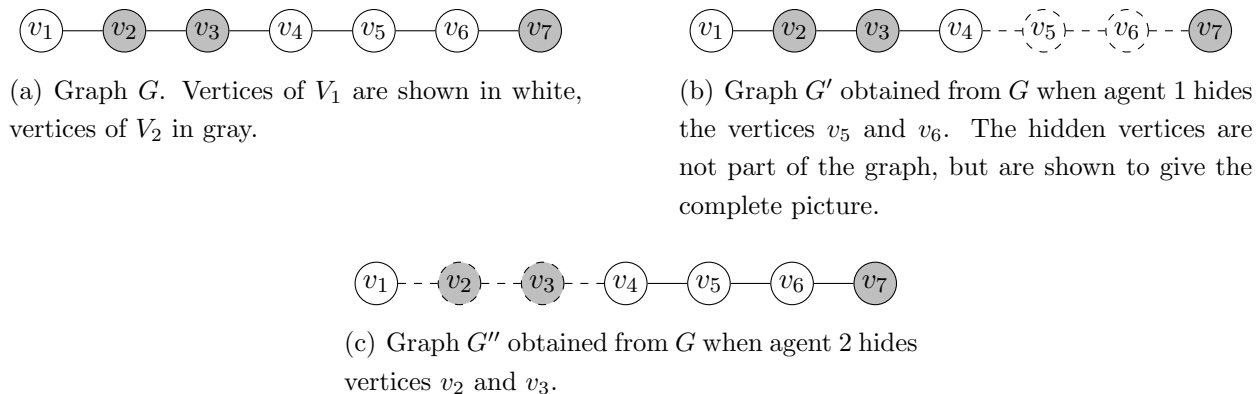 v₁ v₂ v₃ v₄ v₅ v₆ v₇
(a) Graph G. Vertices of V₁ are shown in white,
vertices of V₂ in gray.
v₁ v₂ v₃ v₄ v₅ v₆ v₇
(b) Graph G′ obtained from G when agent 1 hides
the vertices v₅ and v₆. The hidden vertices are
not part of the graph, but are shown to give the
complete picture.
v₁ v₂ v₃ v₄ v₅ v₆ v₇
(c) Graph G″ obtained from G when agent 2 hides
vertices v₂ and v₃.